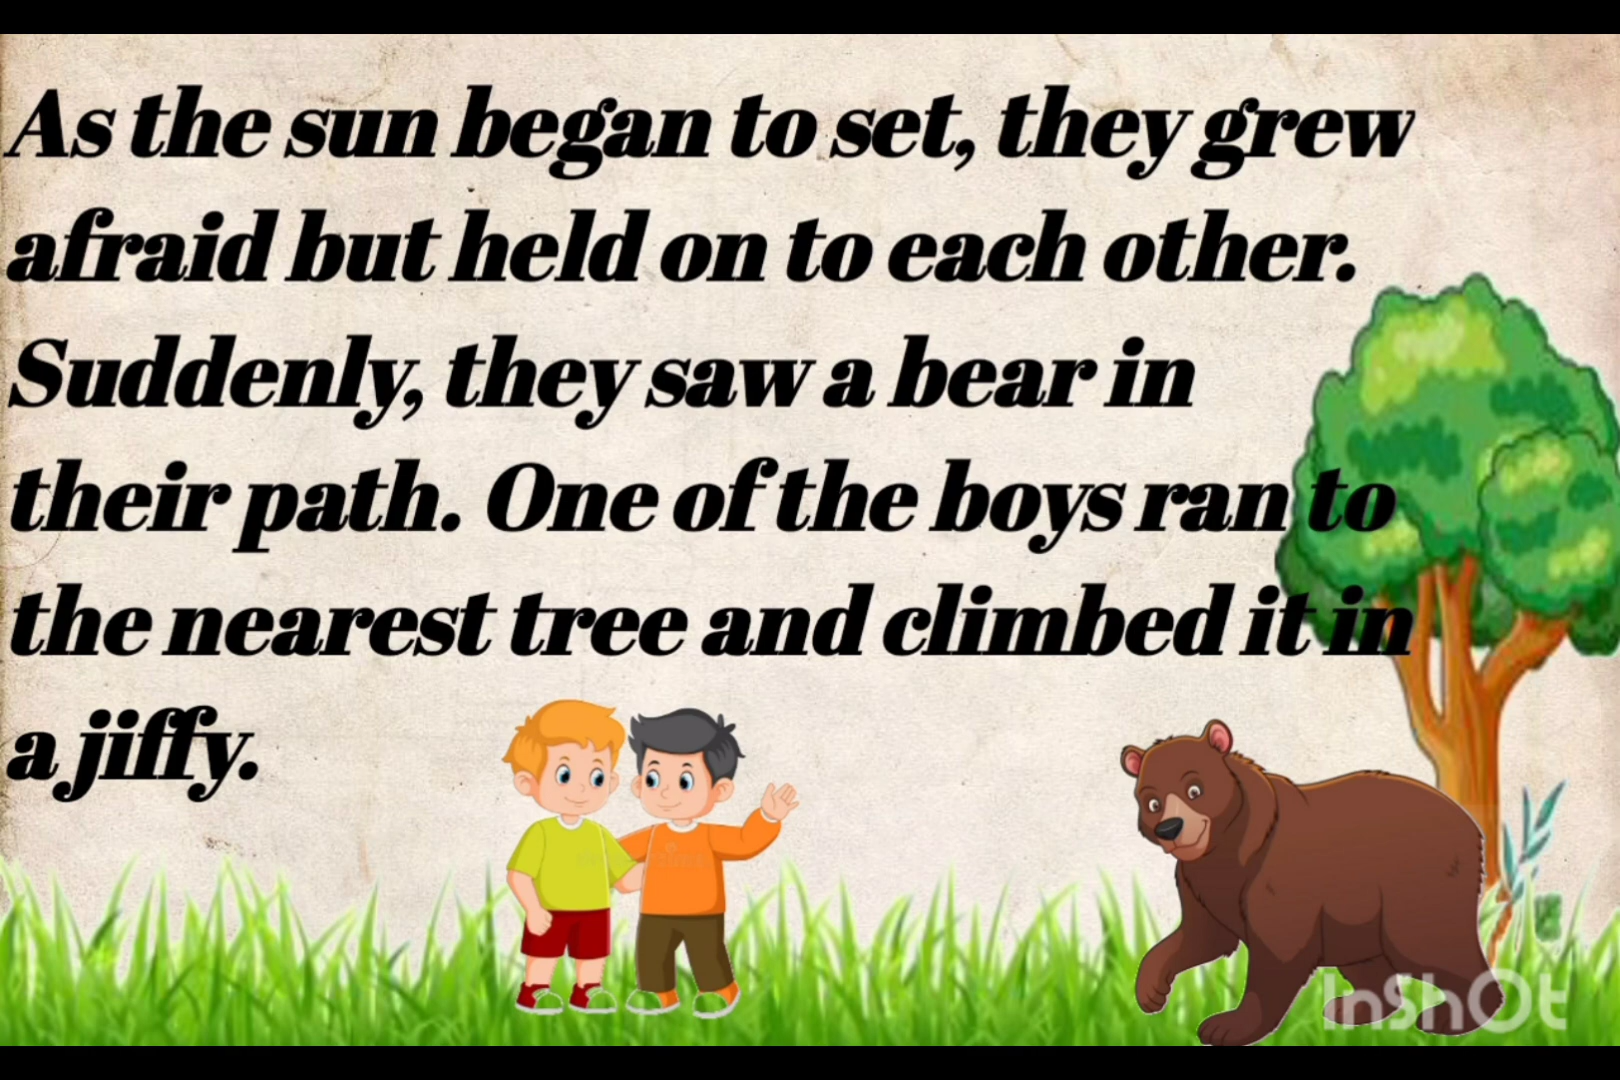 As the sun began to set, they grew
afraid but held on to each other.
Suddenly, they saw a bear in
their path. One of the boys ran to
the nearest tree and climbed it in
a jiffy.
InShOt